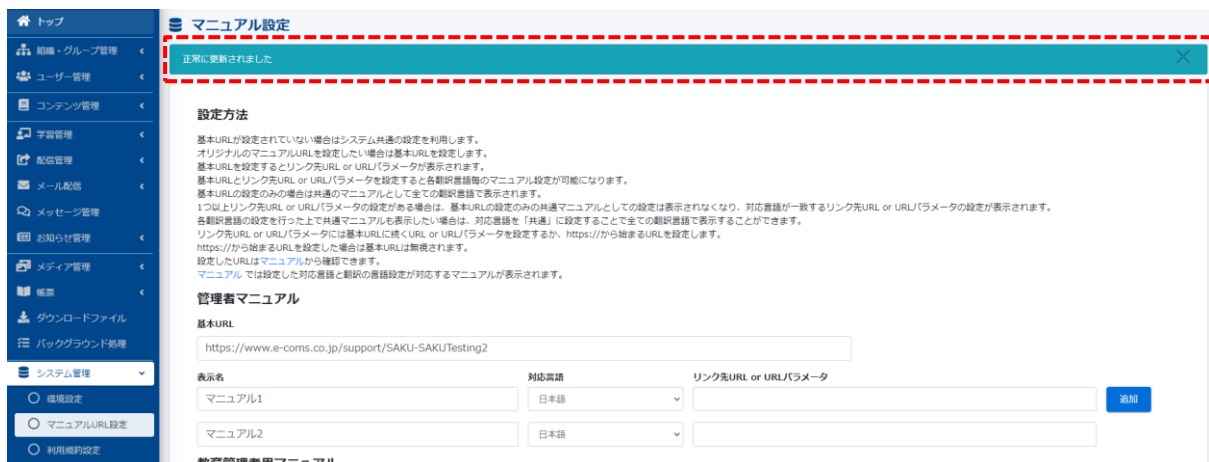 トップ
組織・グループ管理
ユーザー管理
コンテンツ管理
学習管理
配信管理
メール配信
メッセージ管理
お知らせ管理
メディア管理
帳票
ダウンロードファイル
バックグラウンド処理
システム管理
環境設定
マニュアルURL設定
利用規約設定
マニュアル設定
正常に更新されました
設定方法
基本URLが設定されていない場合はシステム共通の設定を利用します。
オリジナルのマニュアルURLを設定したい場合は基本URLを設定します。
基本URLを設定するとリンク先URL or URLパラメータが表示されます。
基本URLとリンク先URL or URLパラメータを設定すると各翻訳言語毎のマニュアル設定が可能になります。
基本URLの設定のみの場合は共通のマニュアルとして全ての翻訳言語で表示されます。
1つ以上リンク先URL or URLパラメータの設定がある場合は、基本URLの設定のみの共通マニュアルとしての設定は表示されなくなり、対応言語が一致するリンク先URL or URLパラメータの設定が表示されます。
各翻訳言語の設定を行った上で共通マニュアルも表示したい場合は、対応言語を「共通」に設定することで全ての翻訳言語で表示することができます。
リンク先URL or URLパラメータには基本URLに続くURL or URLパラメータを設定するか、https://から始まるURLを設定します。
https://から始まるURLを設定した場合は基本URLは無視されます。
設定したURLはマニュアルから確認できます。
マニュアル では設定した対応言語と翻訳の言語設定が対応するマニュアルが表示されます。
管理者マニュアル
基本URL
https://www.e-coms.co.jp/support/SAKU-SAKUTesting2
表示名 対応言語 リンク先URL or URLパラメータ
マニュアル1 日本語 追加
マニュアル2 日本語
教育管理者用マニュアル